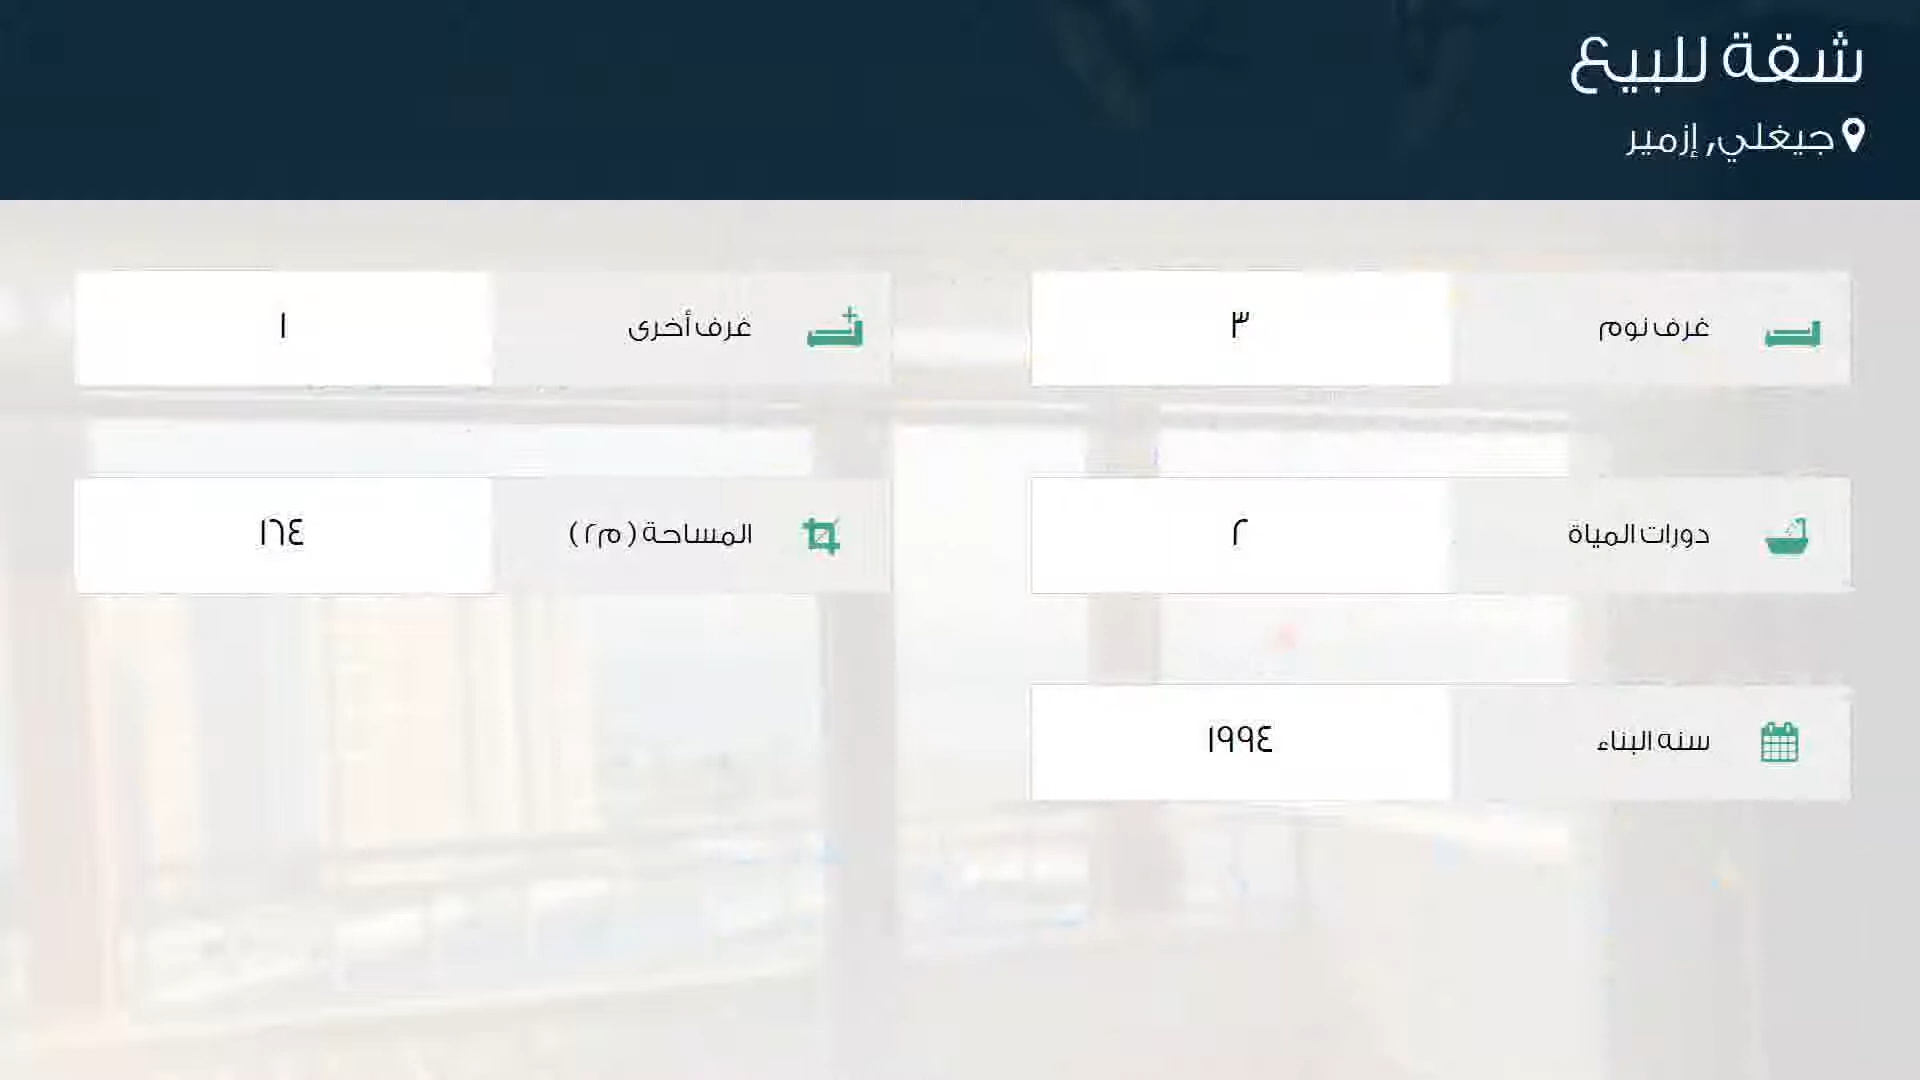 شقة للبيع
جيغلي, إزمير
غرف نوم ٣
غرف أخرى ١
دورات المياة ٢
المساحة (م٢) ١٦٤
سنه البناء ١٩٩٤